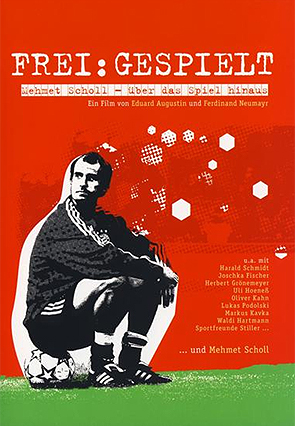 FREI:GESPIELT
Mehmet Scholl – über das Spiel hinaus
Ein Film von Eduard Augustin und Ferdinand Neumayr
u.a. mit
Harald Schmidt
Joschka Fischer
Herbert Grönemeyer
Uli Hoeneß
Oliver Kahn
Lukas Podolski
Markus Kavka
Waldi Hartmann
Sportfreunde Stiller ...
... und Mehmet Scholl